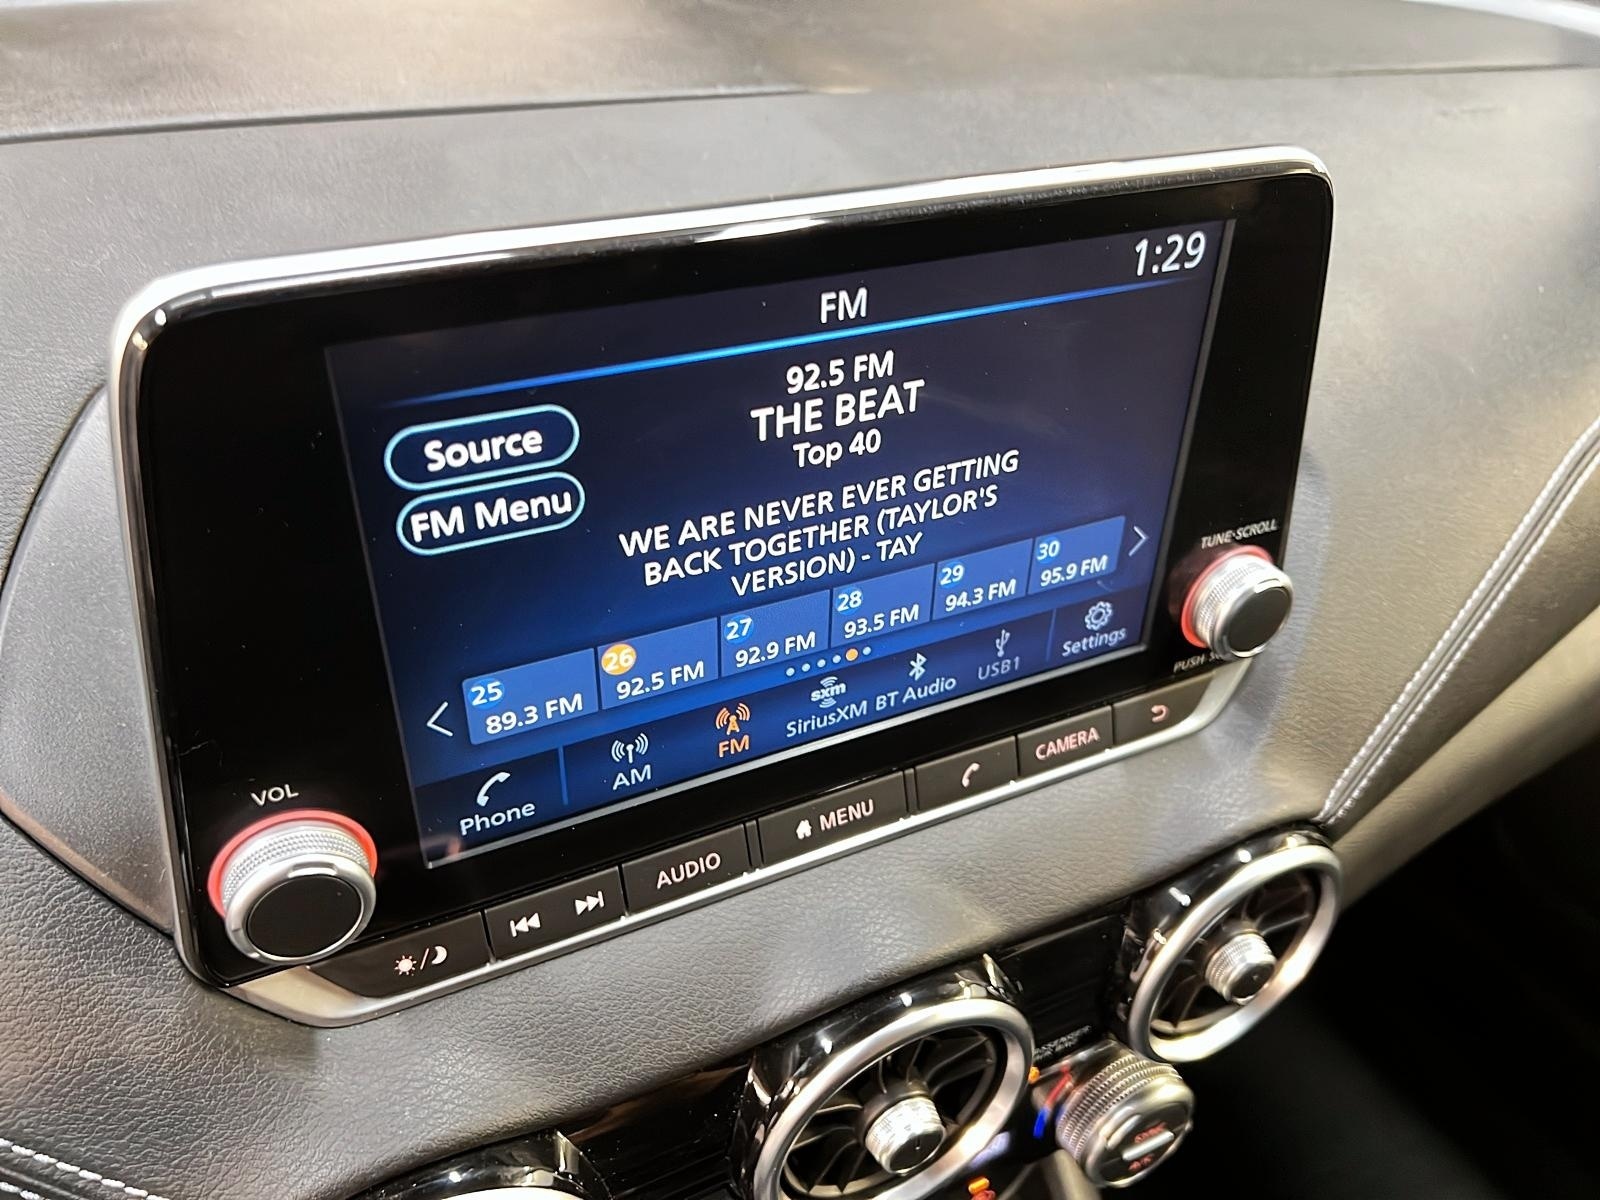 1:29
FM
92.5 FM
THE BEAT
Top 40
Source
FM Menu
WE ARE NEVER EVER GETTING
BACK TOGETHER (TAYLOR'S
VERSION) - TAY
25
89.3 FM
26
92.5 FM
27
92.9 FM
28
93.5 FM
29
94.3 FM
30
95.9 FM
Phone
AM
FM
sxm
SiriusXM
BT Audio
USB1
Settings
TUNE·SCROLL
PUSH
VOL
AUDIO
MENU
CAMERA